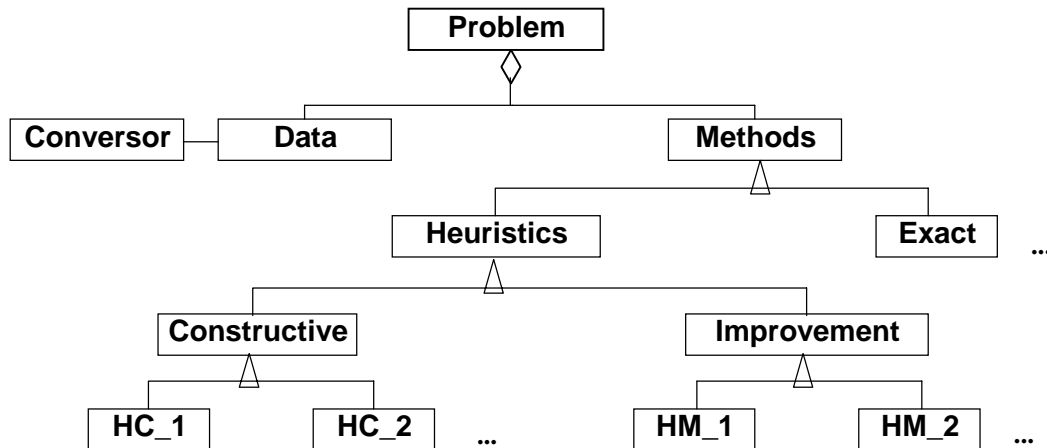 Problem
Conversor Data Methods
Heuristics Exact ...
Constructive Improvement
HC_1 HC_2 ... HM_1 HM_2 ...